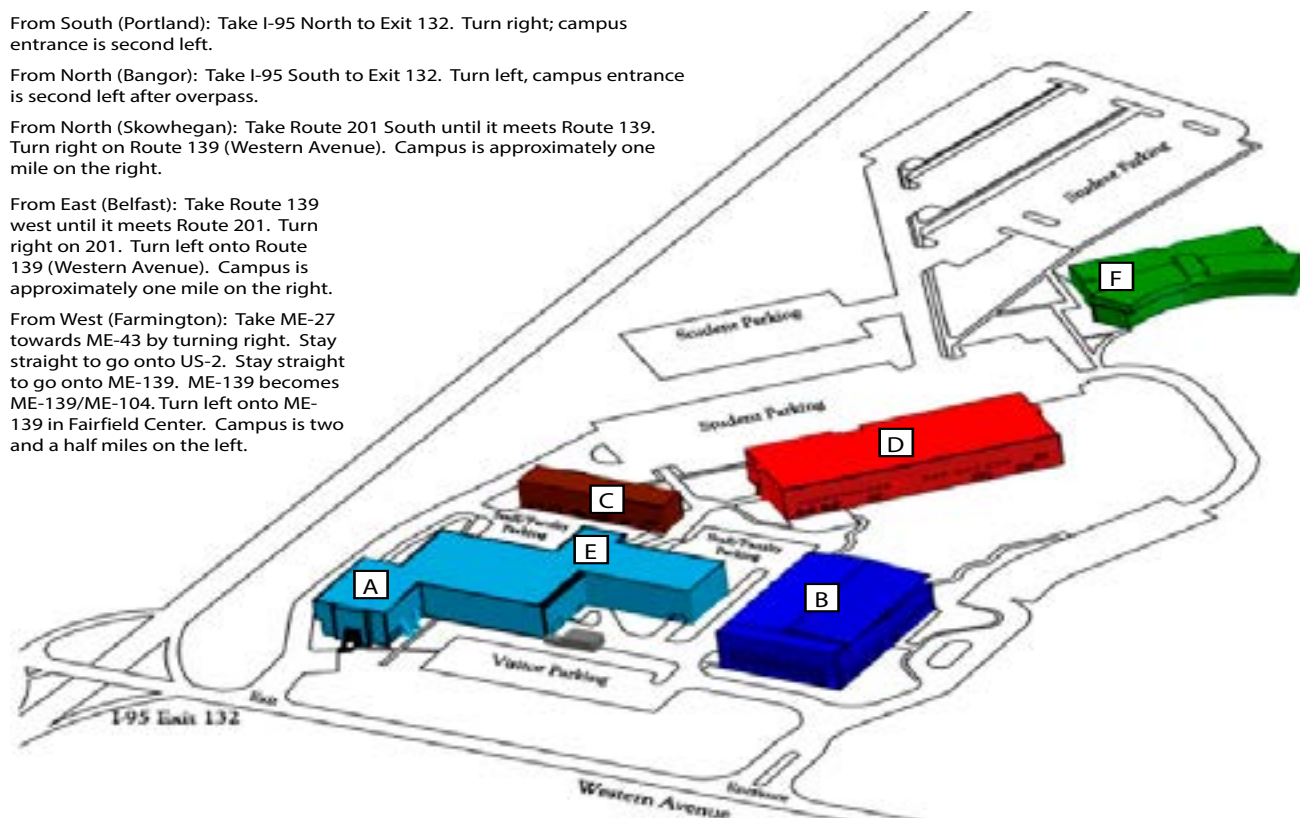 From South (Portland): Take I-95 North to Exit 132. Turn right; campus
entrance is second left.
From North (Bangor): Take I-95 South to Exit 132. Turn left, campus entrance
is second left after overpass.
From North (Skowhegan): Take Route 201 South until it meets Route 139.
Turn right on Route 139 (Western Avenue). Campus is approximately one
mile on the right.
From East (Belfast): Take Route 139
west until it meets Route 201. Turn
right on 201. Turn left onto Route
139 (Western Avenue). Campus is
approximately one mile on the right.
From West (Farmington): Take ME-27
towards ME-43 by turning right. Stay
straight to go onto US-2. Stay straight
to go onto ME-139. ME-139 becomes
ME-139/ME-104. Turn left onto ME-
139 in Fairfield Center. Campus is two
and a half miles on the left.
Student Parking
F
Student Parking
Student Parking
D
C
Staff/Faculty
Parking
E
Staff/Faculty
Parking
A
B
Visitor Parking
Exit
I-95 Exit 132
Entrance
Western Avenue